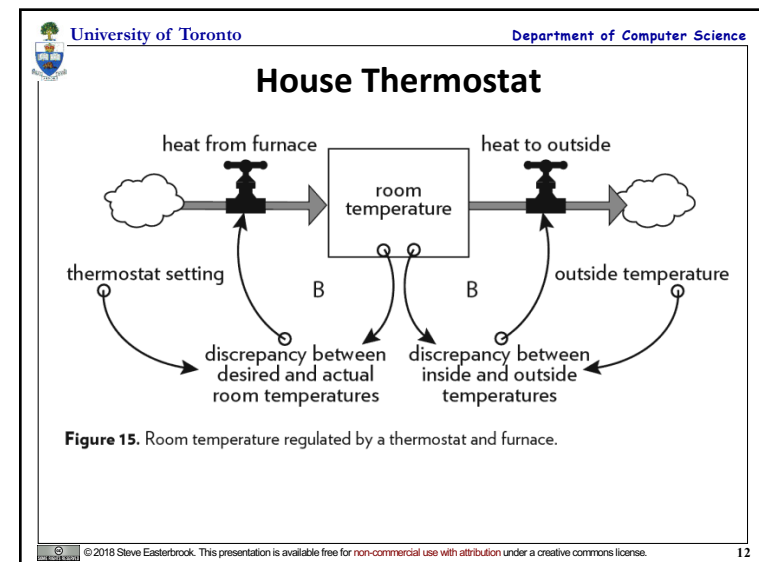 University of Toronto
Department of Computer Science
House Thermostat
heat from furnace
heat to outside
room
temperature
thermostat setting
outside temperature
B
B
discrepancy between
desired and actual
room temperatures
discrepancy between
inside and outside
temperatures
Figure 15. Room temperature regulated by a thermostat and furnace.
© 2018 Steve Easterbrook. This presentation is available free for non-commercial use with attribution under a creative commons license.
12